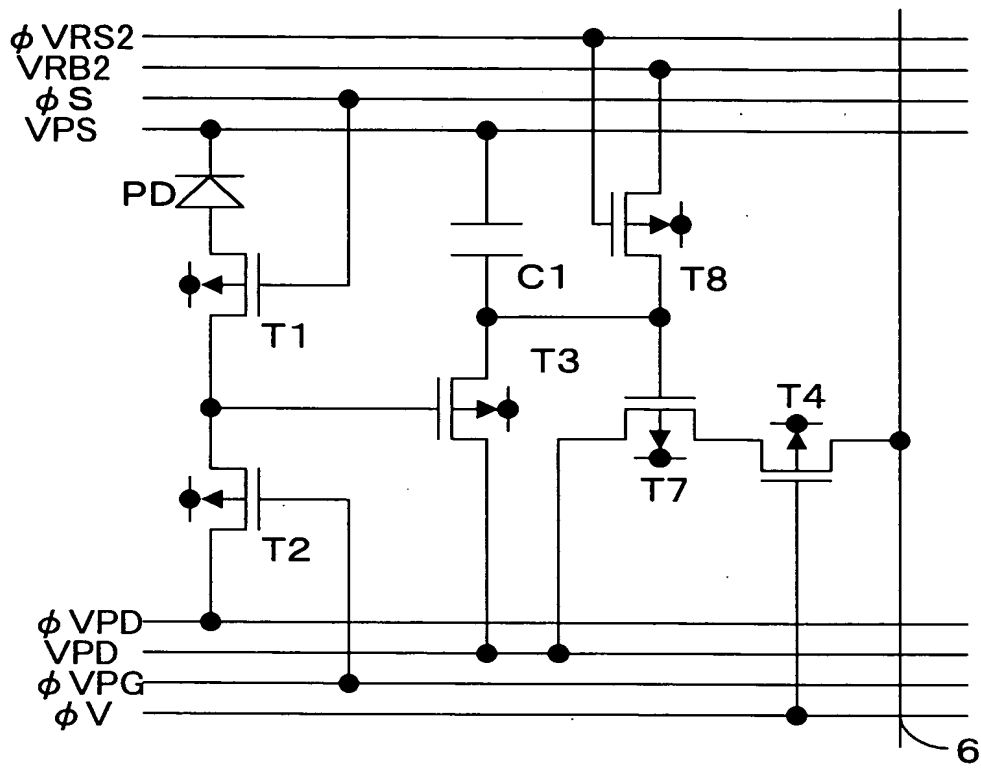 ϕVRS2
VRB2
ϕS
VPS
PD
C1
T8
T1
T3
T4
T7
T2
ϕVPD
VPD
ϕVPG
ϕV
6